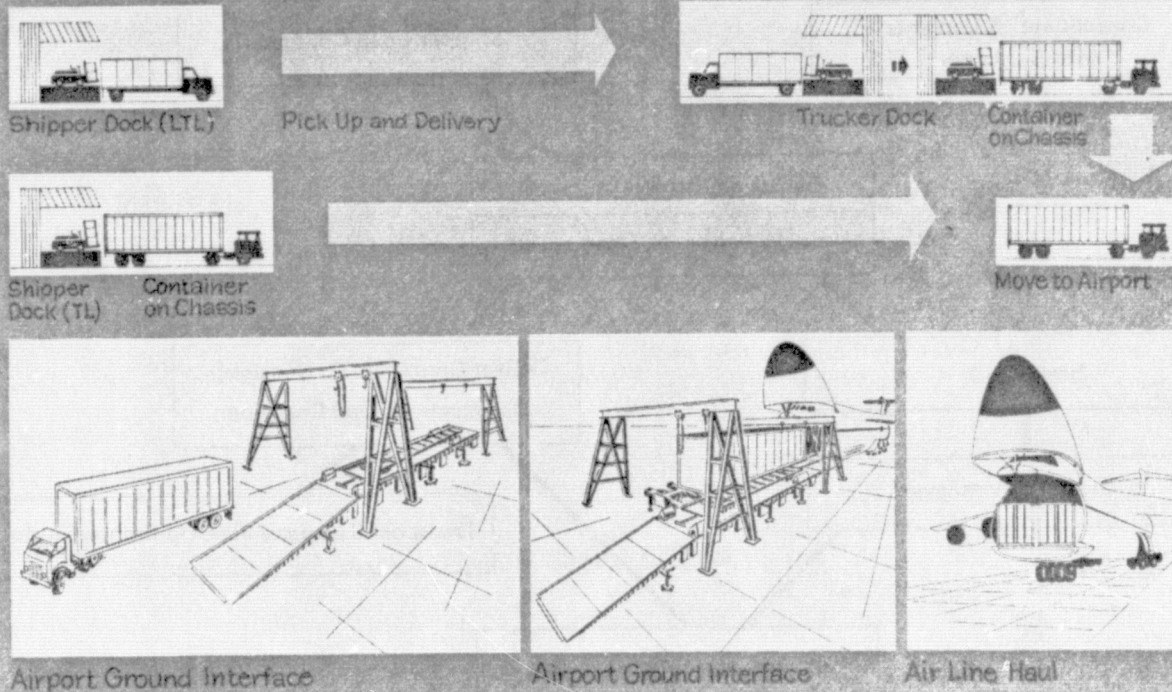 Shipper Dock (LTL)
Pick Up and Delivery
Trucker Dock
Container
on Chassis
Shipper
Dock (TL)
Container
on Chassis
Move to Airport
Airport Ground Interface
Airport Ground Interface
Air Line Haul